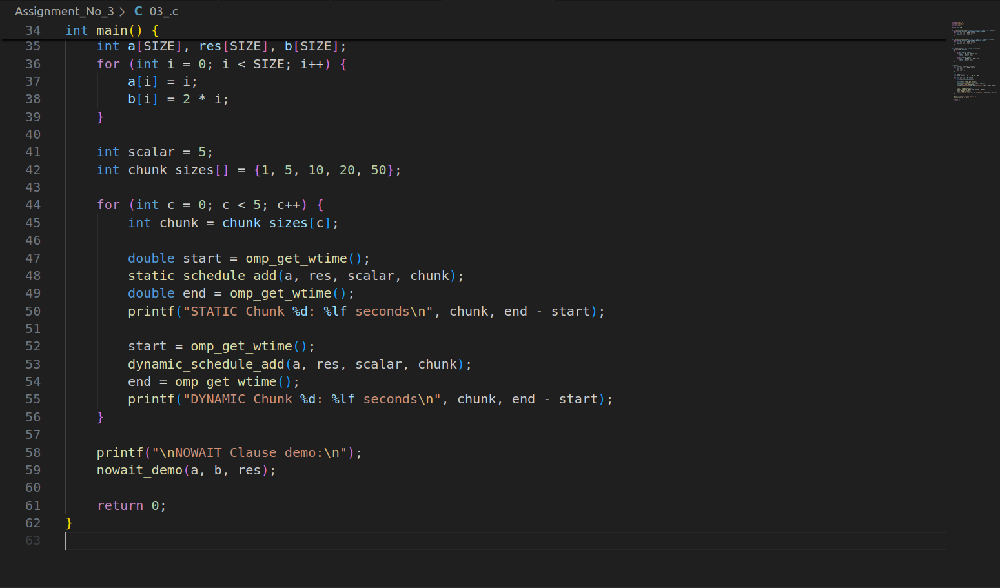 Assignment_No_3 > C 03_.c
34 int main() {
35     int a[SIZE], res[SIZE], b[SIZE];
36     for (int i = 0; i < SIZE; i++) {
37         a[i] = i;
38         b[i] = 2 * i;
39     }
40
41     int scalar = 5;
42     int chunk_sizes[] = {1, 5, 10, 20, 50};
43
44     for (int c = 0; c < 5; c++) {
45         int chunk = chunk_sizes[c];
46
47         double start = omp_get_wtime();
48         static_schedule_add(a, res, scalar, chunk);
49         double end = omp_get_wtime();
50         printf("STATIC Chunk %d: %lf seconds\n", chunk, end - start);
51
52         start = omp_get_wtime();
53         dynamic_schedule_add(a, res, scalar, chunk);
54         end = omp_get_wtime();
55         printf("DYNAMIC Chunk %d: %lf seconds\n", chunk, end - start);
56     }
57
58     printf("\nNOWAIT Clause demo:\n");
59     nowait_demo(a, b, res);
60
61     return 0;
62 }
63